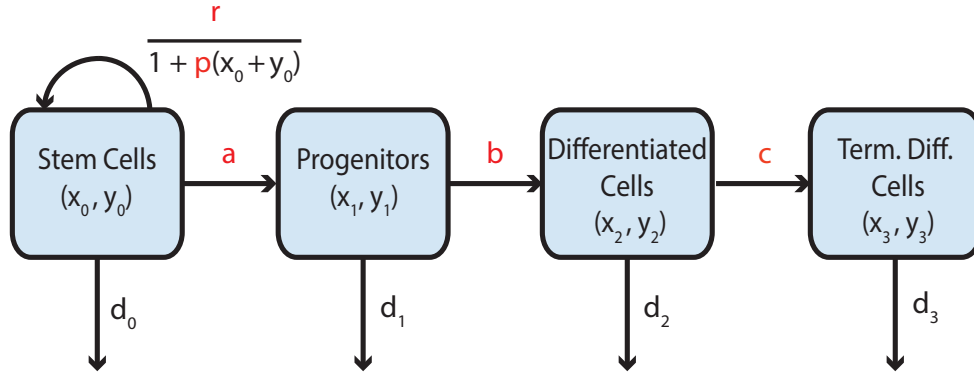 r
1 + p(x₀ + y₀)
Stem Cells
(x₀, y₀)
a
Progenitors
(x₁, y₁)
b
Differentiated
Cells
(x₂, y₂)
c
Term. Diff.
Cells
(x₃, y₃)
d₀
d₁
d₂
d₃